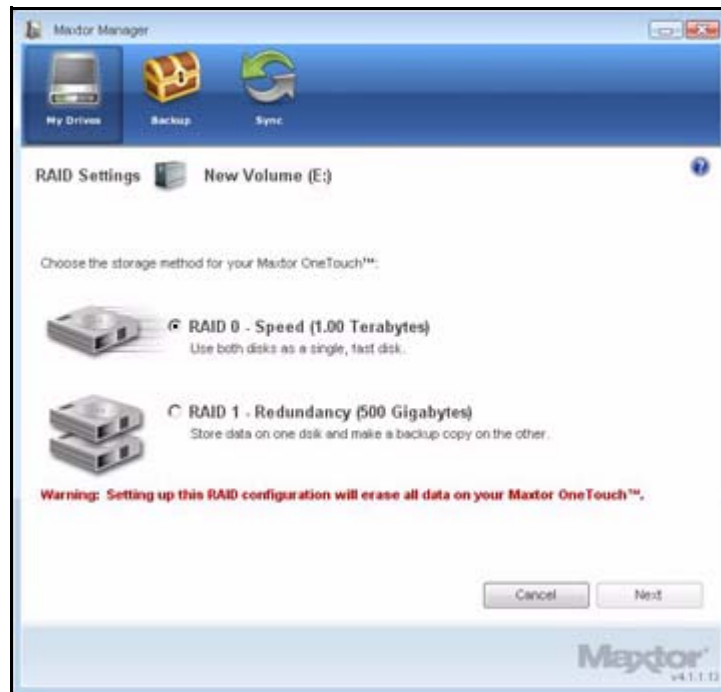 Maxtor Manager
My Drives
Backup
Sync
RAID Settings
New Volume (E:)
?
Choose the storage method for your Maxtor OneTouch™:
RAID 0 - Speed (1.00 Terabytes)
Use both disks as a single, fast disk.
RAID 1 - Redundancy (500 Gigabytes)
Store data on one dsik and make a backup copy on the other.
Warning: Setting up this RAID configuration will erase all data on your Maxtor OneTouch™.
Cancel
Next
Maxtor